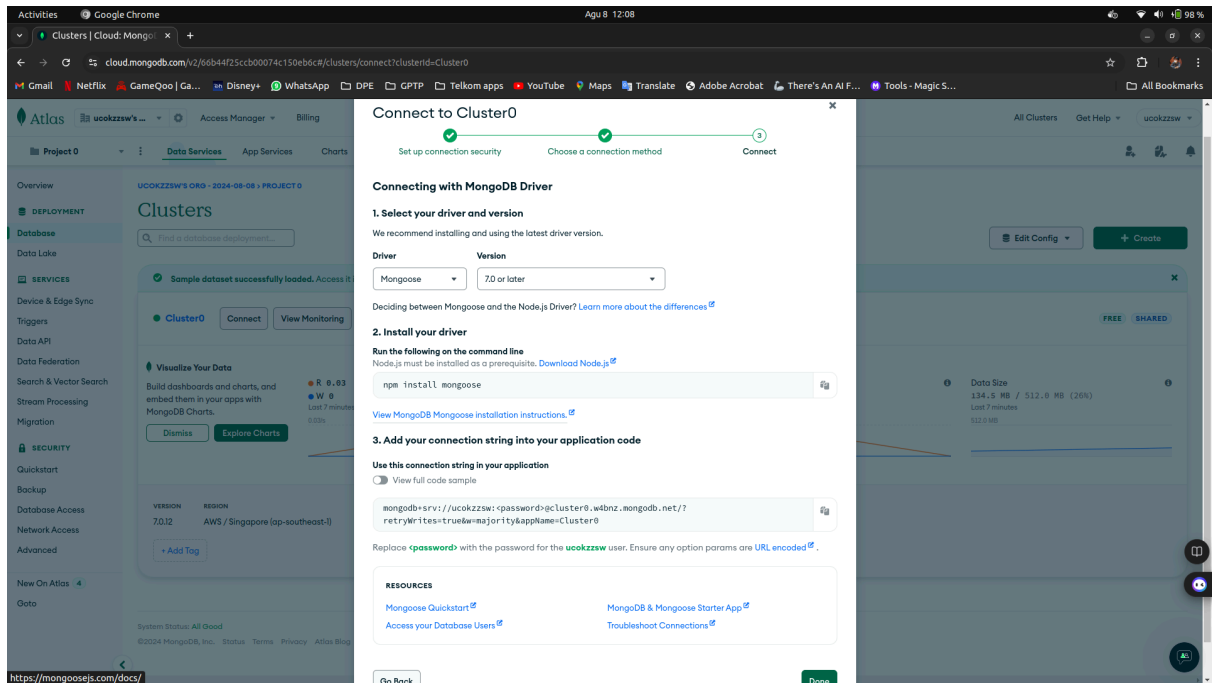 Activities Google Chrome Agu 8 12:08 98 %
Clusters | Cloud: Mongo
cloud.mongodb.com/v2/66b44f25ccb00074c150eb6c#/clusters/connect?clusterId=Cluster0
Gmail Netflix GameQoo | Ga... Disney+ WhatsApp DPE GPTP Telkom apps YouTube Maps Translate Adobe Acrobat There's An AI F... Tools - Magic S... All Bookmarks
Atlas ucokzzsw's ... Access Manager Billing All Clusters Get Help ucokzzsw
Project 0 Data Services App Services Charts
Overview
DEPLOYMENT
Database
Data Lake
SERVICES
Device & Edge Sync
Triggers
Data API
Data Federation
Search & Vector Search
Stream Processing
Migration
SECURITY
Quickstart
Backup
Database Access
Network Access
Advanced
New On Atlas 4
Goto
UCOKZZSW'S ORG - 2024-08-08 > PROJECT 0
Clusters
Find a database deployment...
Edit Config + Create
Sample dataset successfully loaded. Access it
Cluster0 Connect View Monitoring
FREE SHARED
Visualize Your Data
Build dashboards and charts, and
embed them in your apps with
MongoDB Charts.
Dismiss Explore Charts
R 0.03
W 0
Last 7 minutes
0.03/s
Data Size
134.5 MB / 512.0 MB (26%)
Last 7 minutes
512.0 MB
VERSION REGION
7.0.12 AWS / Singapore (ap-southeast-1)
+ Add Tag
System Status: All Good
©2024 MongoDB, Inc. Status Terms Privacy Atlas Blog
Connect to Cluster0
Set up connection security Choose a connection method 3 Connect
Connecting with MongoDB Driver
1. Select your driver and version
We recommend installing and using the latest driver version.
Driver Version
Mongoose 7.0 or later
Deciding between Mongoose and the Node.js Driver? Learn more about the differences
2. Install your driver
Run the following on the command line
Node.js must be installed as a prerequisite. Download Node.js
npm install mongoose
View MongoDB Mongoose installation instructions.
3. Add your connection string into your application code
Use this connection string in your application
View full code sample
mongodb+srv://ucokzzsw:<password>@cluster0.w4bnz.mongodb.net/?
retryWrites=true&w=majority&appName=Cluster0
Replace <password> with the password for the ucokzzsw user. Ensure any option params are URL encoded .
RESOURCES
Mongoose Quickstart MongoDB & Mongoose Starter App
Access your Database Users Troubleshoot Connections
Go Back Done
https://mongoosejs.com/docs/